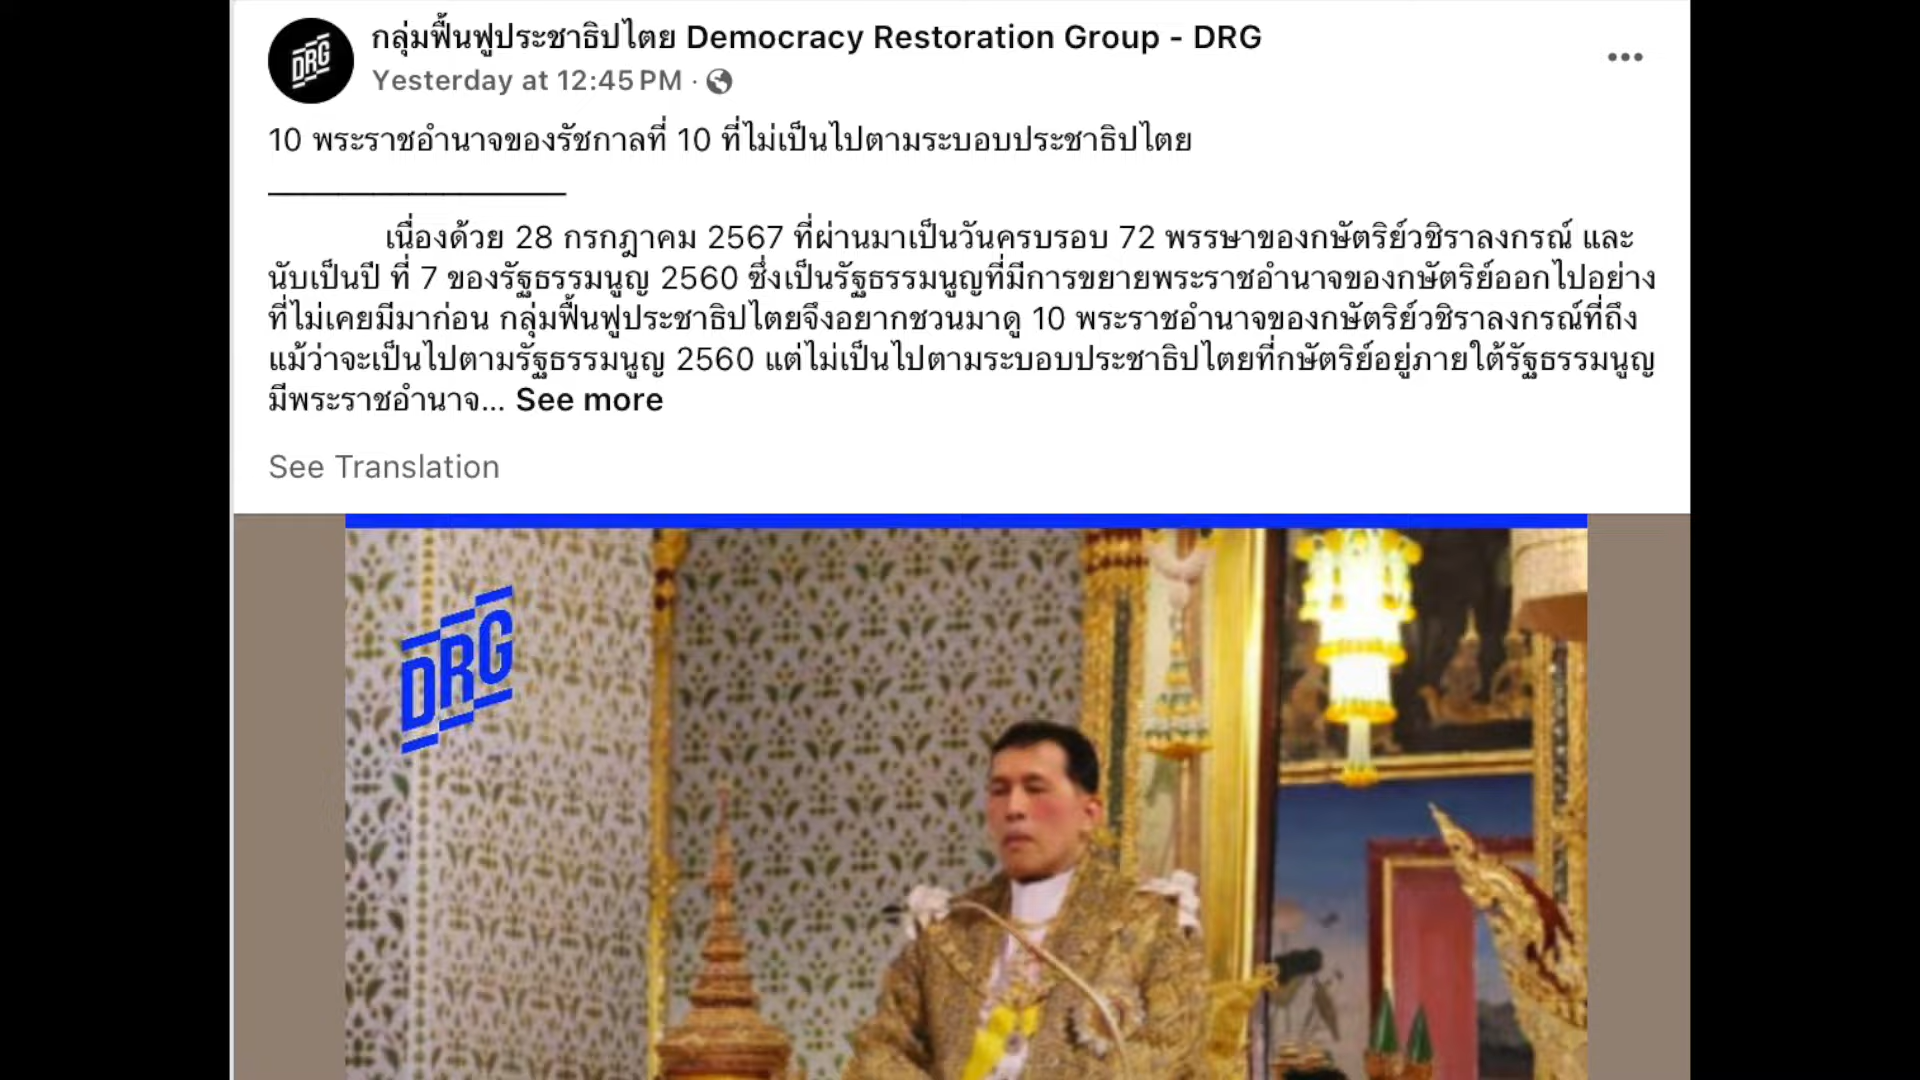 DRG
กลุ่มฟื้นฟูประชาธิปไตย Democracy Restoration Group - DRG
Yesterday at 12:45 PM ·
10 พระราชอำนาจของรัชกาลที่ 10 ที่ไม่เป็นไปตามระบอบประชาธิปไตย
เนื่องด้วย 28 กรกฎาคม 2567 ที่ผ่านมาเป็นวันครบรอบ 72 พรรษาของกษัตริย์วชิราลงกรณ์ และ
นับเป็นปี ที่ 7 ของรัฐธรรมนูญ 2560 ซึ่งเป็นรัฐธรรมนูญที่มีการขยายพระราชอำนาจของกษัตริย์ออกไปอย่าง
ที่ไม่เคยมีมาก่อน กลุ่มฟื้นฟูประชาธิปไตยจึงอยากชวนมาดู 10 พระราชอำนาจของกษัตริย์วชิราลงกรณ์ที่ถึง
แม้ว่าจะเป็นไปตามรัฐธรรมนูญ 2560 แต่ไม่เป็นไปตามระบอบประชาธิปไตยที่กษัตริย์อยู่ภายใต้รัฐธรรมนูญ
มีพระราชอำนาจ... See more
See Translation
DRG